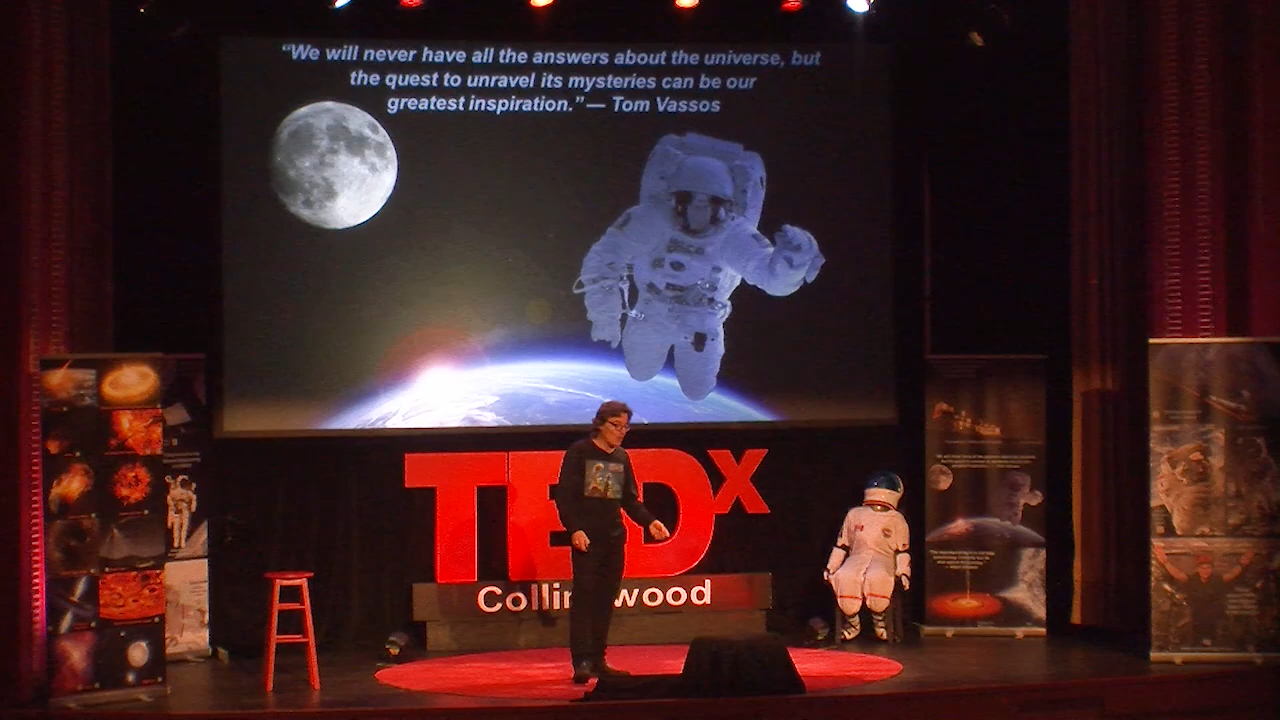 “We will never have all the answers about the universe, but
the quest to unravel its mysteries can be our
greatest inspiration.” — Tom Vassos
TEDx
Collingwood